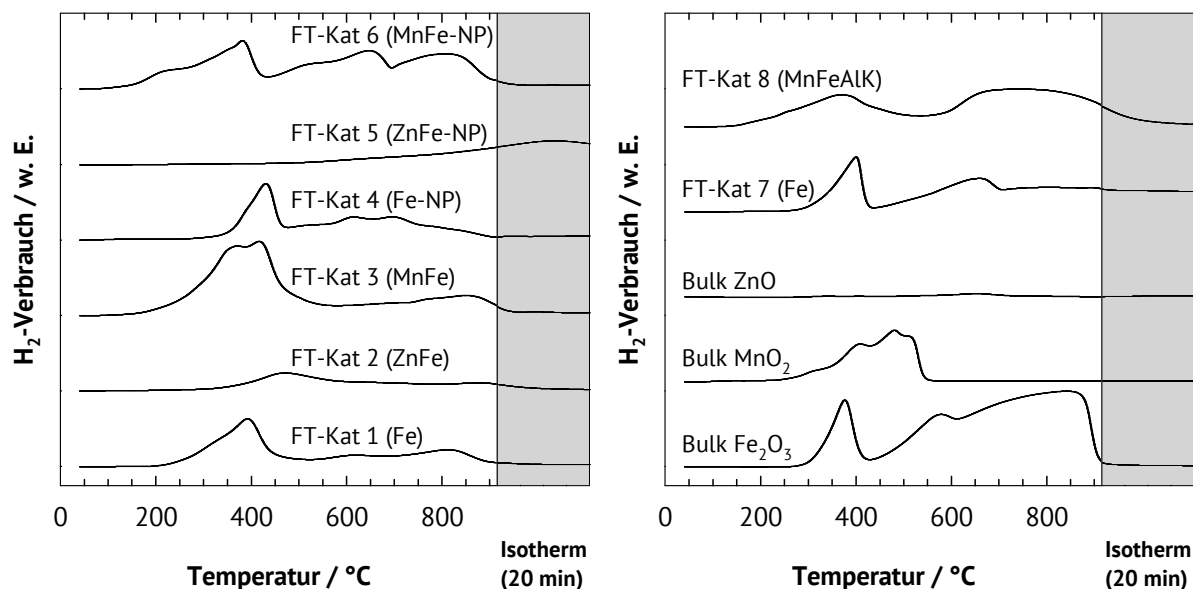 H2-Verbrauch / w. E.
FT-Kat 6 (MnFe-NP)
FT-Kat 5 (ZnFe-NP)
FT-Kat 4 (Fe-NP)
FT-Kat 3 (MnFe)
FT-Kat 2 (ZnFe)
FT-Kat 1 (Fe)
0 200 400 600 800
Isotherm
(20 min)
Temperatur / °C
H2-Verbrauch / w. E.
FT-Kat 8 (MnFeAlK)
FT-Kat 7 (Fe)
Bulk ZnO
Bulk MnO2
Bulk Fe2O3
0 200 400 600 800
Isotherm
(20 min)
Temperatur / °C